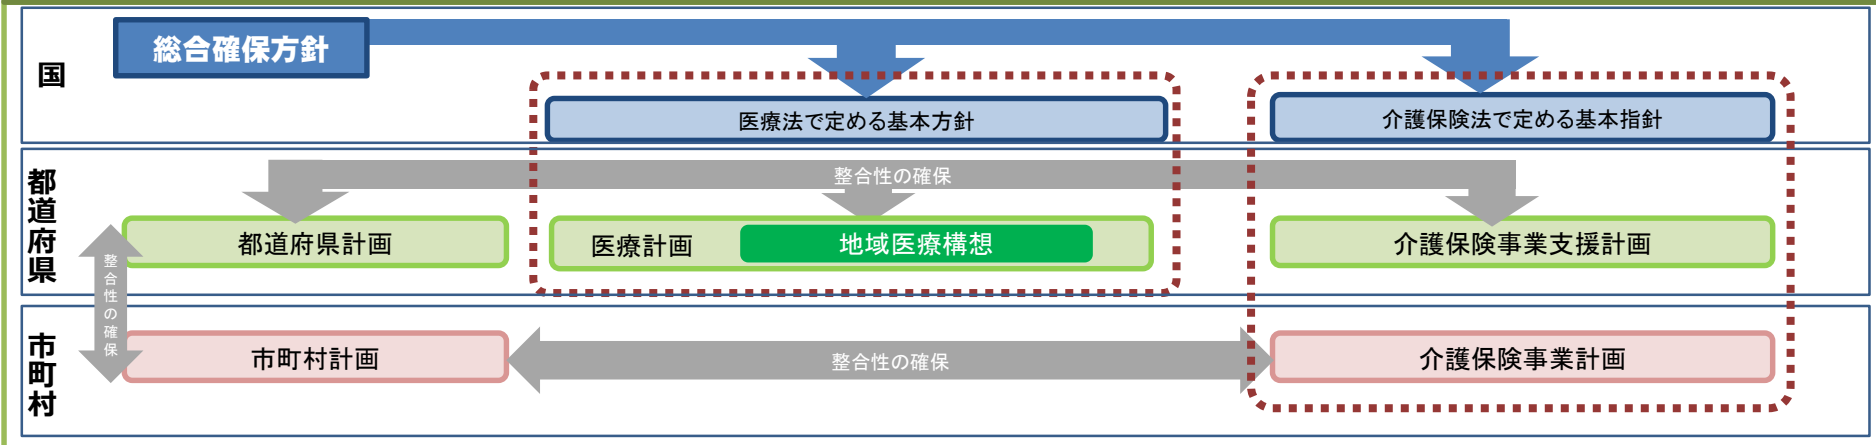 国
総合確保方針
医療法で定める基本方針
介護保険法で定める基本指針
都道府県
整合性の確保
都道府県計画
医療計画
地域医療構想
介護保険事業支援計画
整合性の確保
市町村
市町村計画
整合性の確保
介護保険事業計画